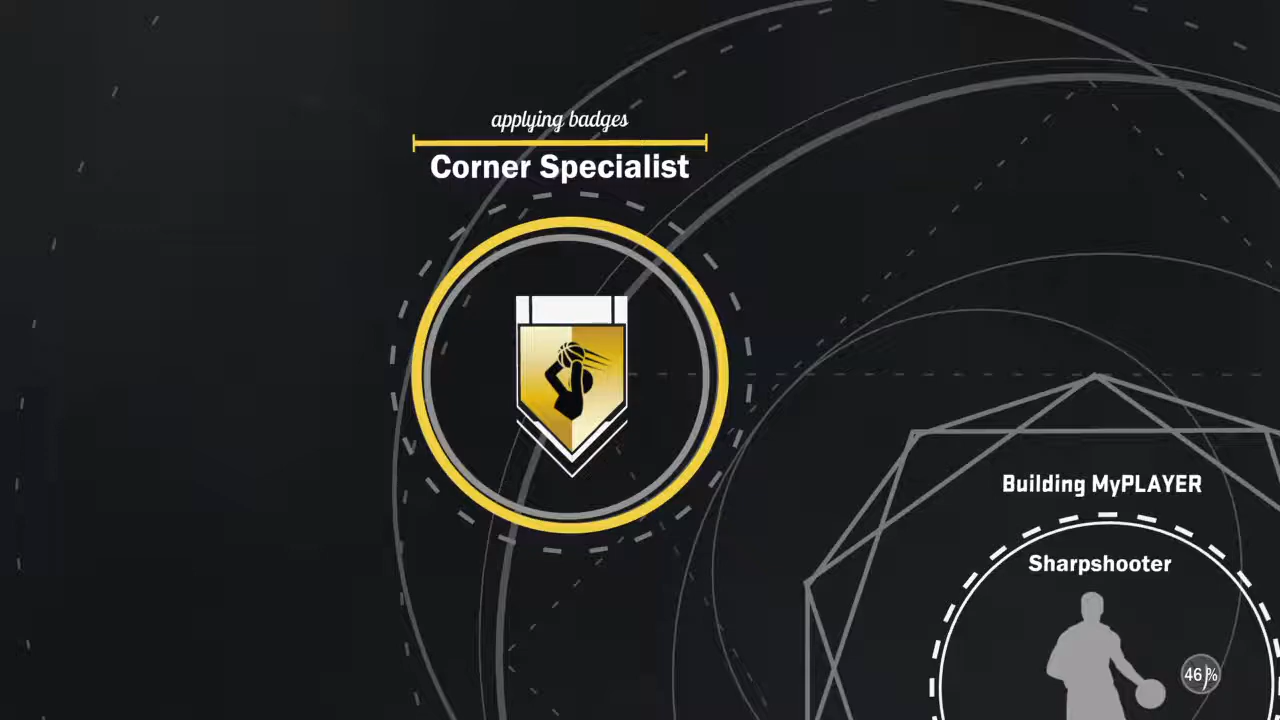 applying badges
Corner Specialist
Building MyPLAYER
Sharpshooter
46%